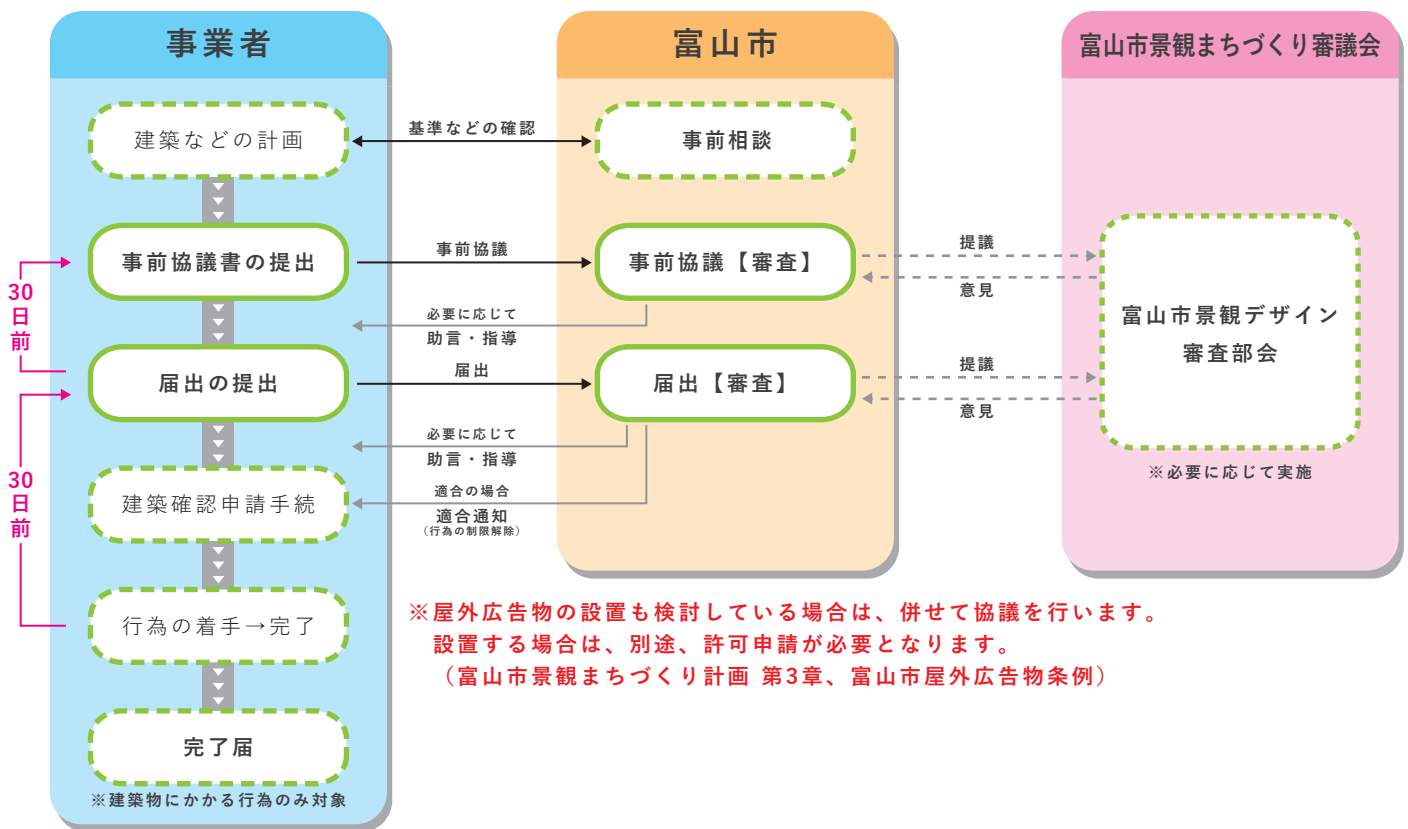 事業者
富山市
富山市景観まちづくり審議会
建築などの計画
基準などの確認
事前相談
事前協議書の提出
事前協議
事前協議【審査】
提議
意見
30日前
必要に応じて
助言・指導
富山市景観デザイン
審査部会
届出の提出
届出
届出【審査】
提議
意見
必要に応じて
助言・指導
※必要に応じて実施
30日前
建築確認申請手続
適合の場合
適合通知
(行為の制限解除)
行為の着手→完了
※屋外広告物の設置も検討している場合は、併せて協議を行います。
設置する場合は、別途、許可申請が必要となります。
（富山市景観まちづくり計画 第3章、富山市屋外広告物条例）
完了届
※建築物にかかる行為のみ対象